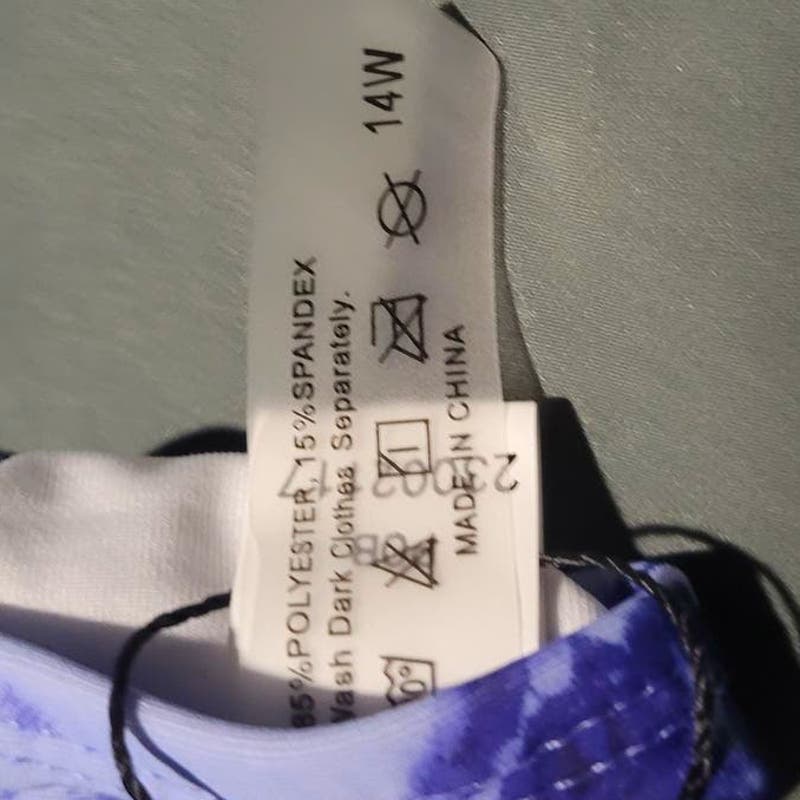 85%POLYESTER, 15%SPANDEX
Wash Dark Clothes Separately.
14W
MADE IN CHINA